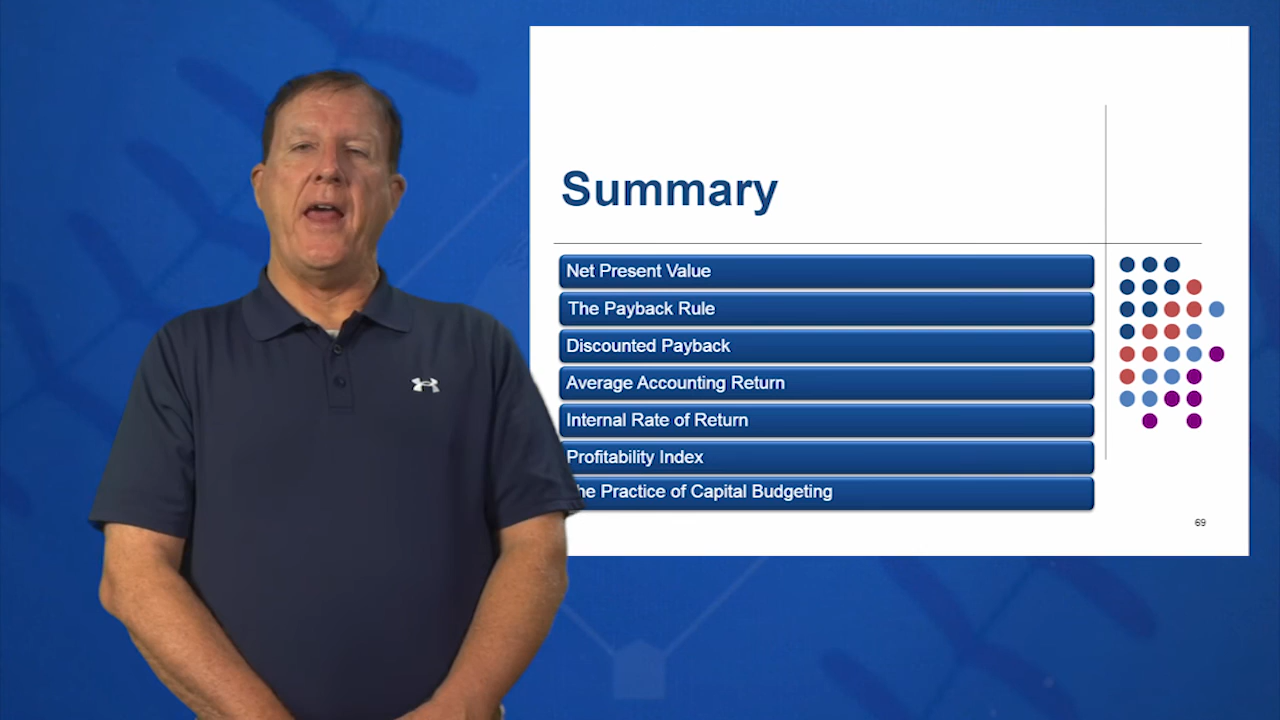 Summary
Net Present Value
The Payback Rule
Discounted Payback
Average Accounting Return
Internal Rate of Return
Profitability Index
he Practice of Capital Budgeting
69